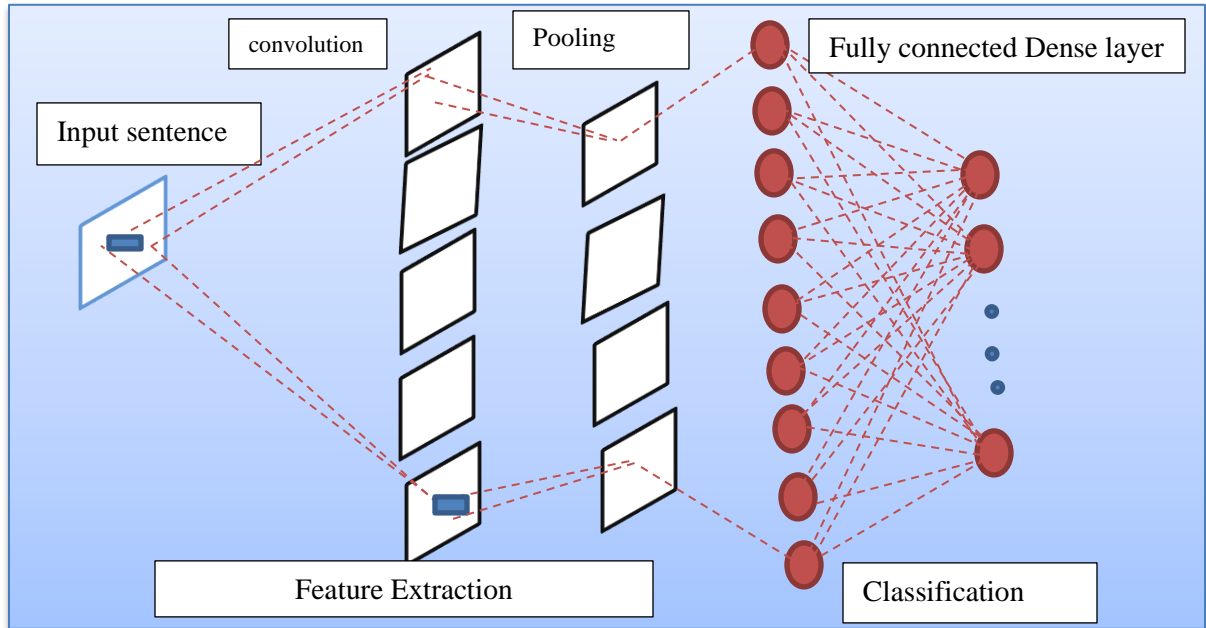 convolution
Pooling
Fully connected Dense layer
Input sentence
Feature Extraction
Classification